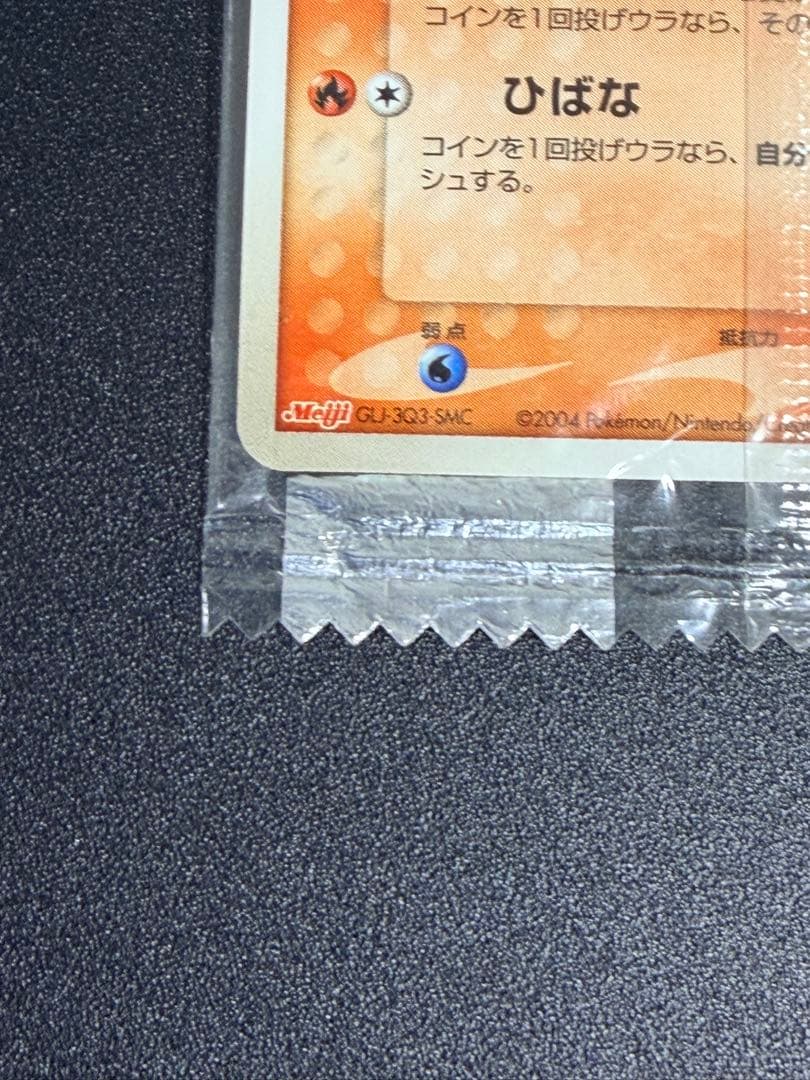 コインを1回投げウラなら、その
ひばな
コインを1回投げウラなら、自分
シュする。
弱点
抵抗力
Meiji GLJ-3Q3-SMC ©2004 Pokémon/Nintendo/